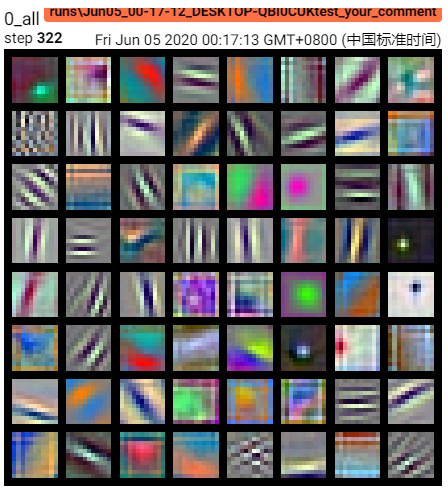 0_all
runs\Jun05_00-17-12_DESKTOP-QBI0CUKtest_your_comment
step 322
Fri Jun 05 2020 00:17:13 GMT+0800 (中国标准时间)